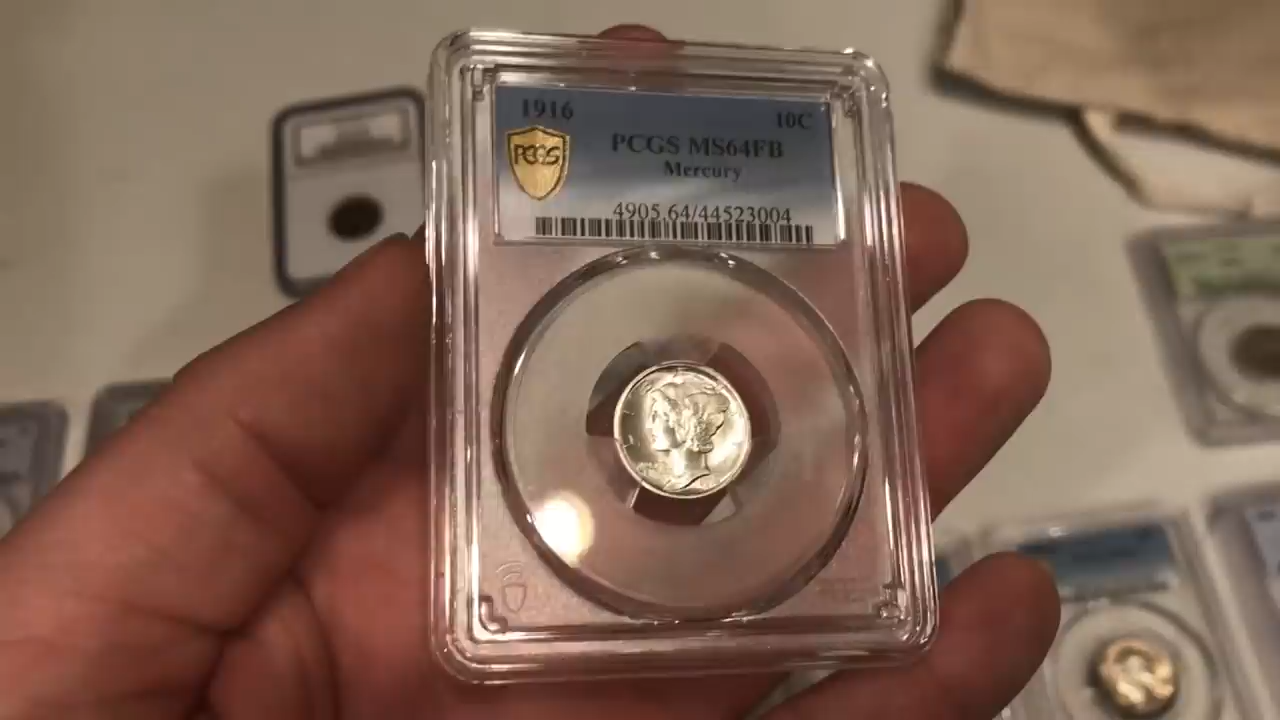 1916
10C
PCGS
PCGS MS64FB
Mercury
4905.64/44523004